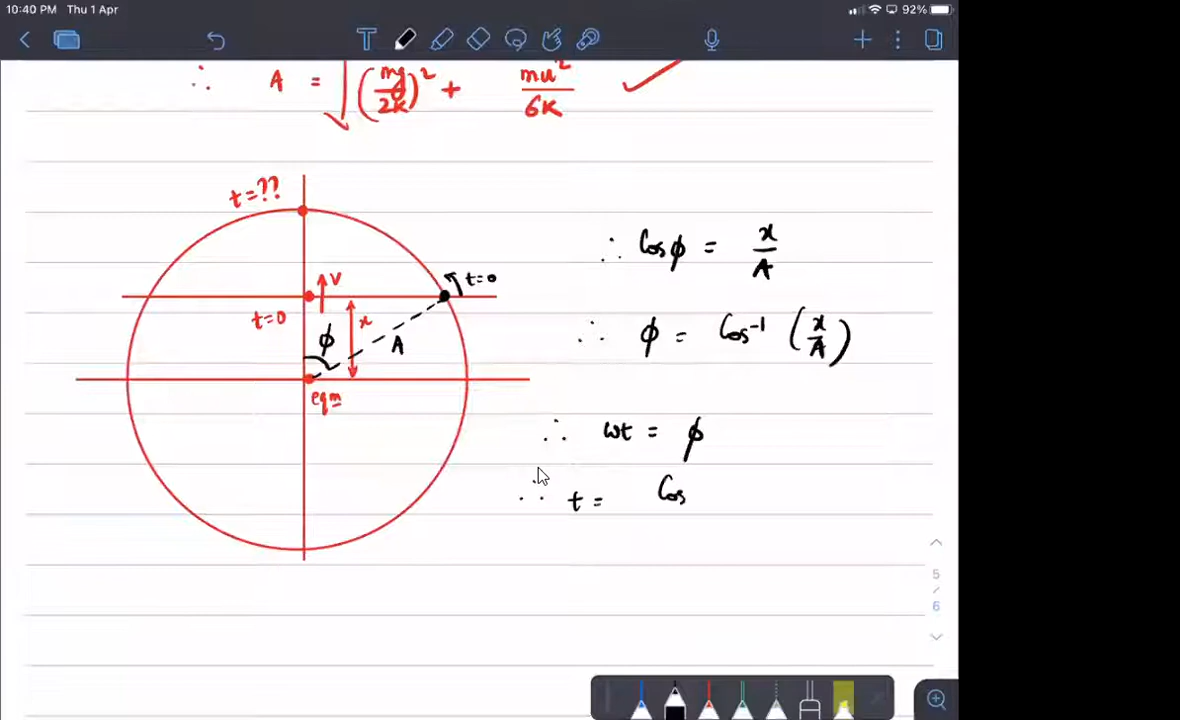 10:40 PM Thu 1 Apr 92%
T
∴ A = √((mg/2K)² + mu²/6K) ✓
t=??
∴ Cosϕ = x/A
V
t=0
t=0
x
ϕ
A
∴ ϕ = Cos⁻¹ (x/A)
eqm
∴ ωt = ϕ
∴ t = Cos
5
/
6